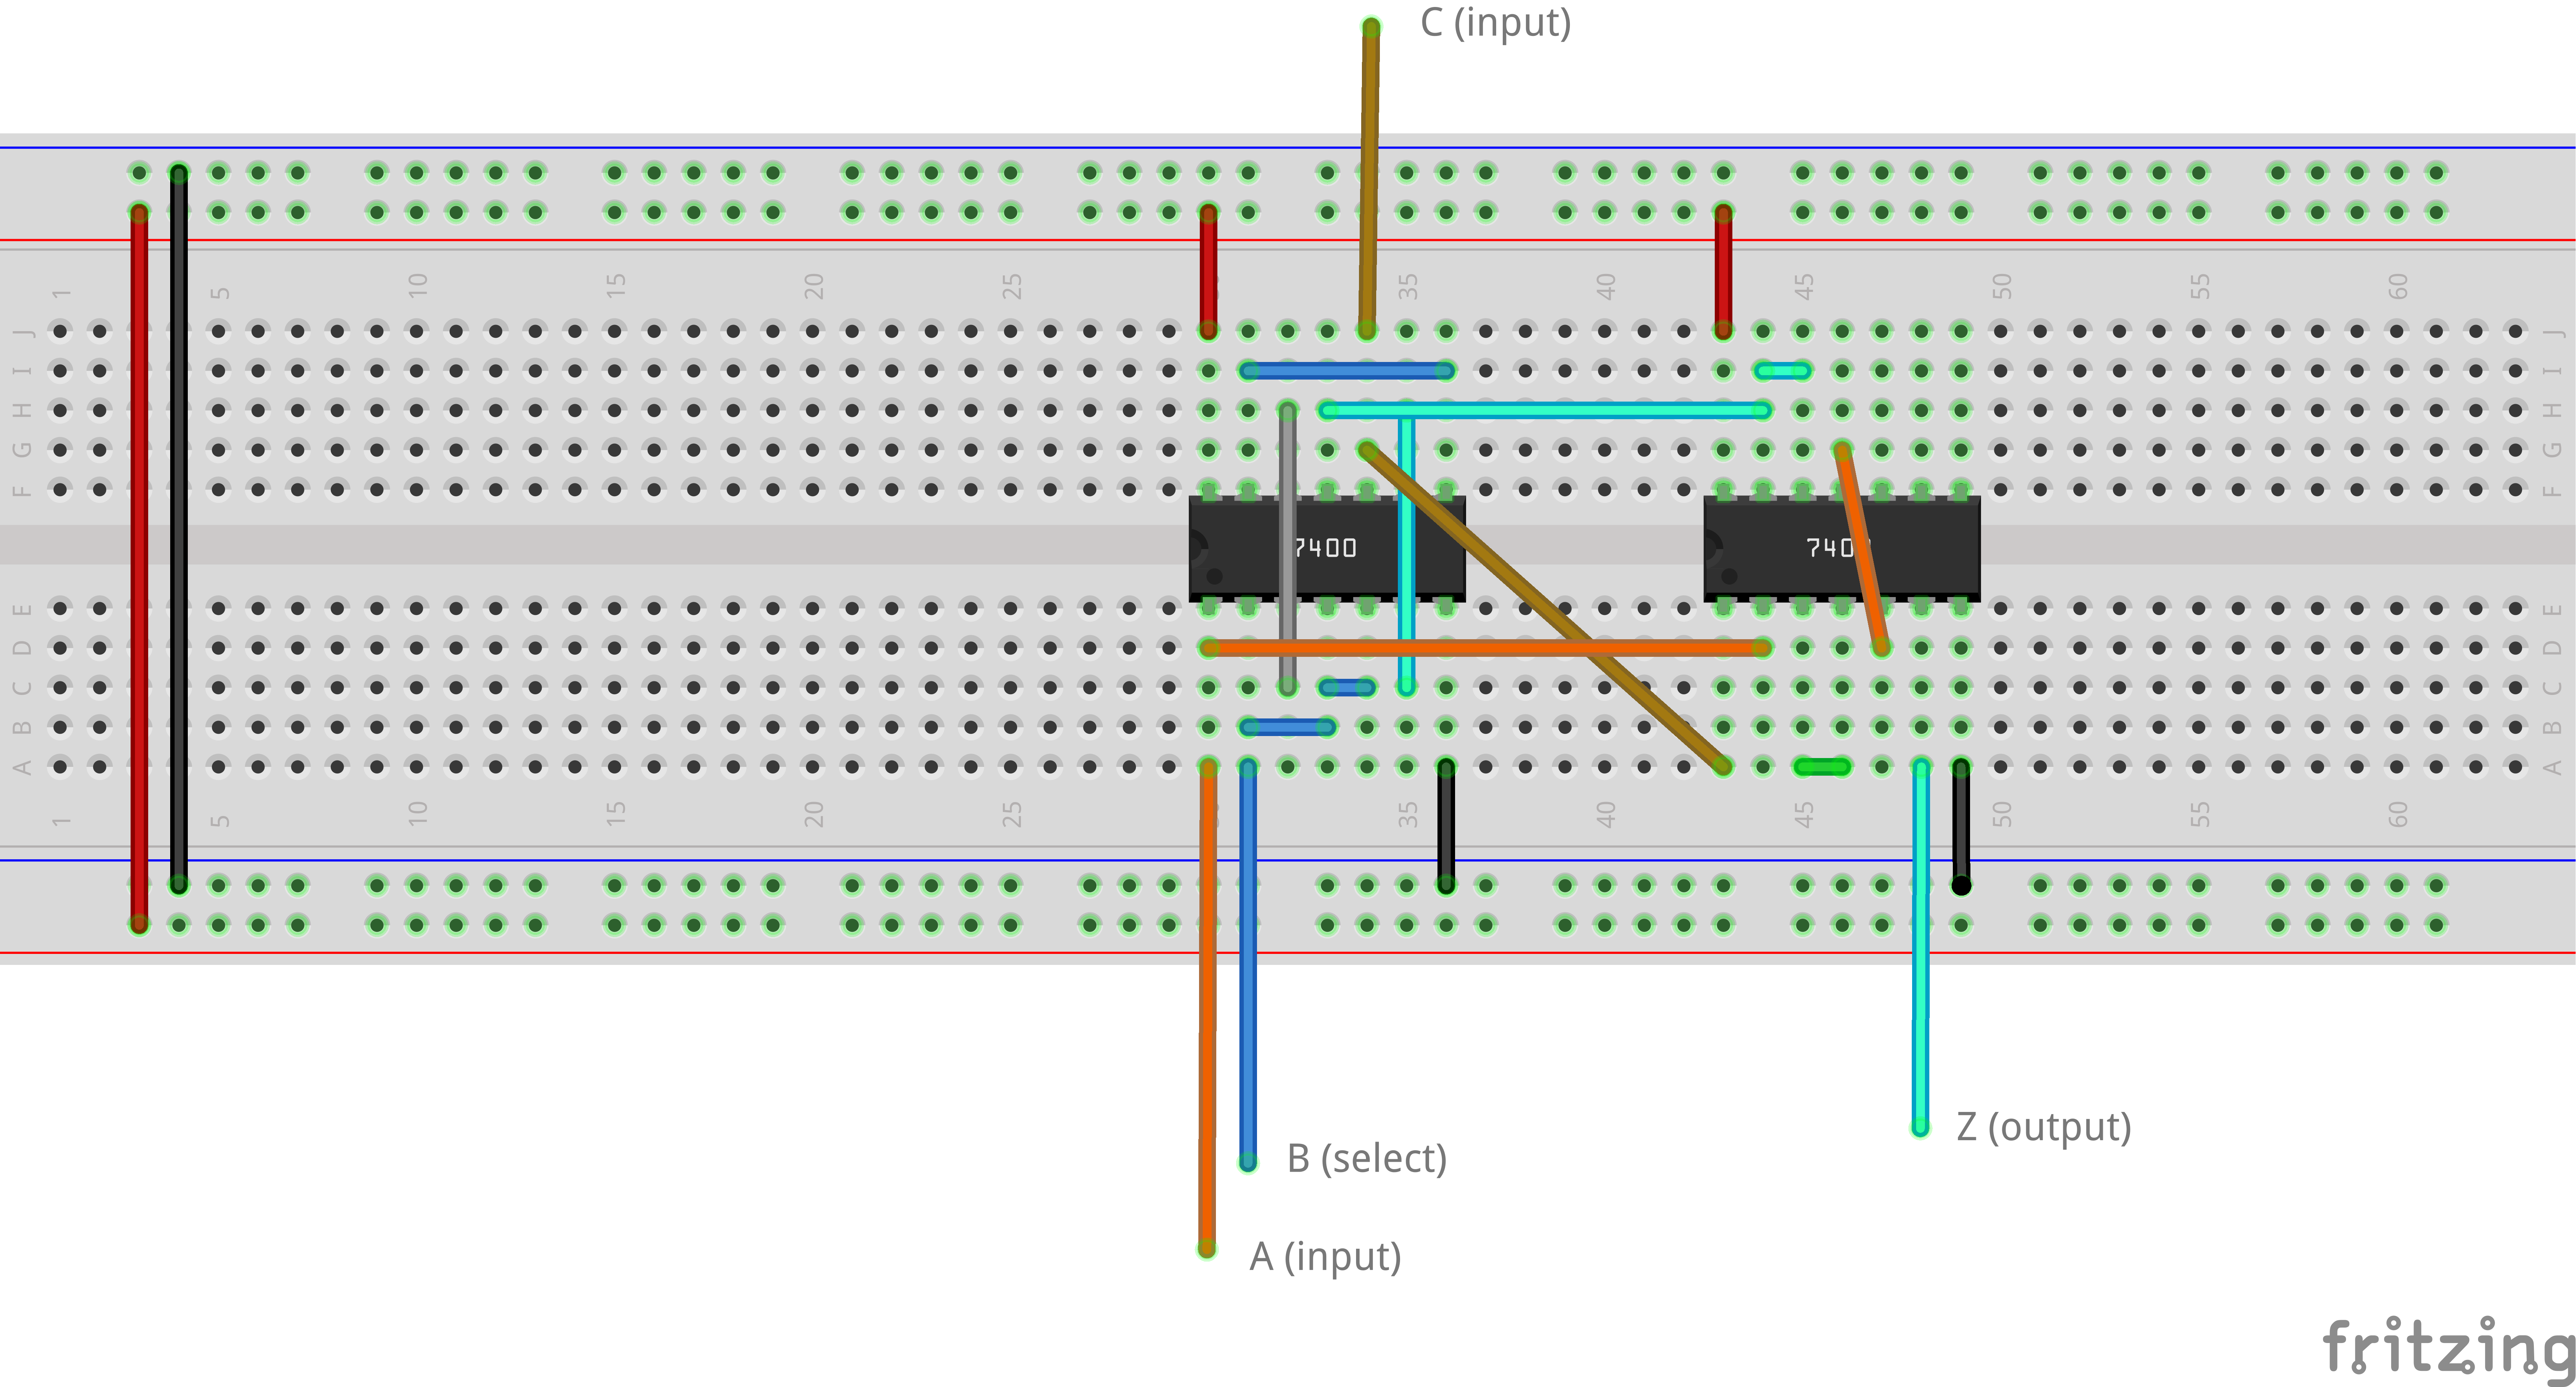 C (input)
1 5 10 15 20 25 35 40 45 50 55 60
J J
I I
H H
G G
F F
7400 740
E E
D D
C C
B B
A A
1 5 10 15 20 25 35 40 45 50 55 60
Z (output)
B (select)
A (input)
fritzing